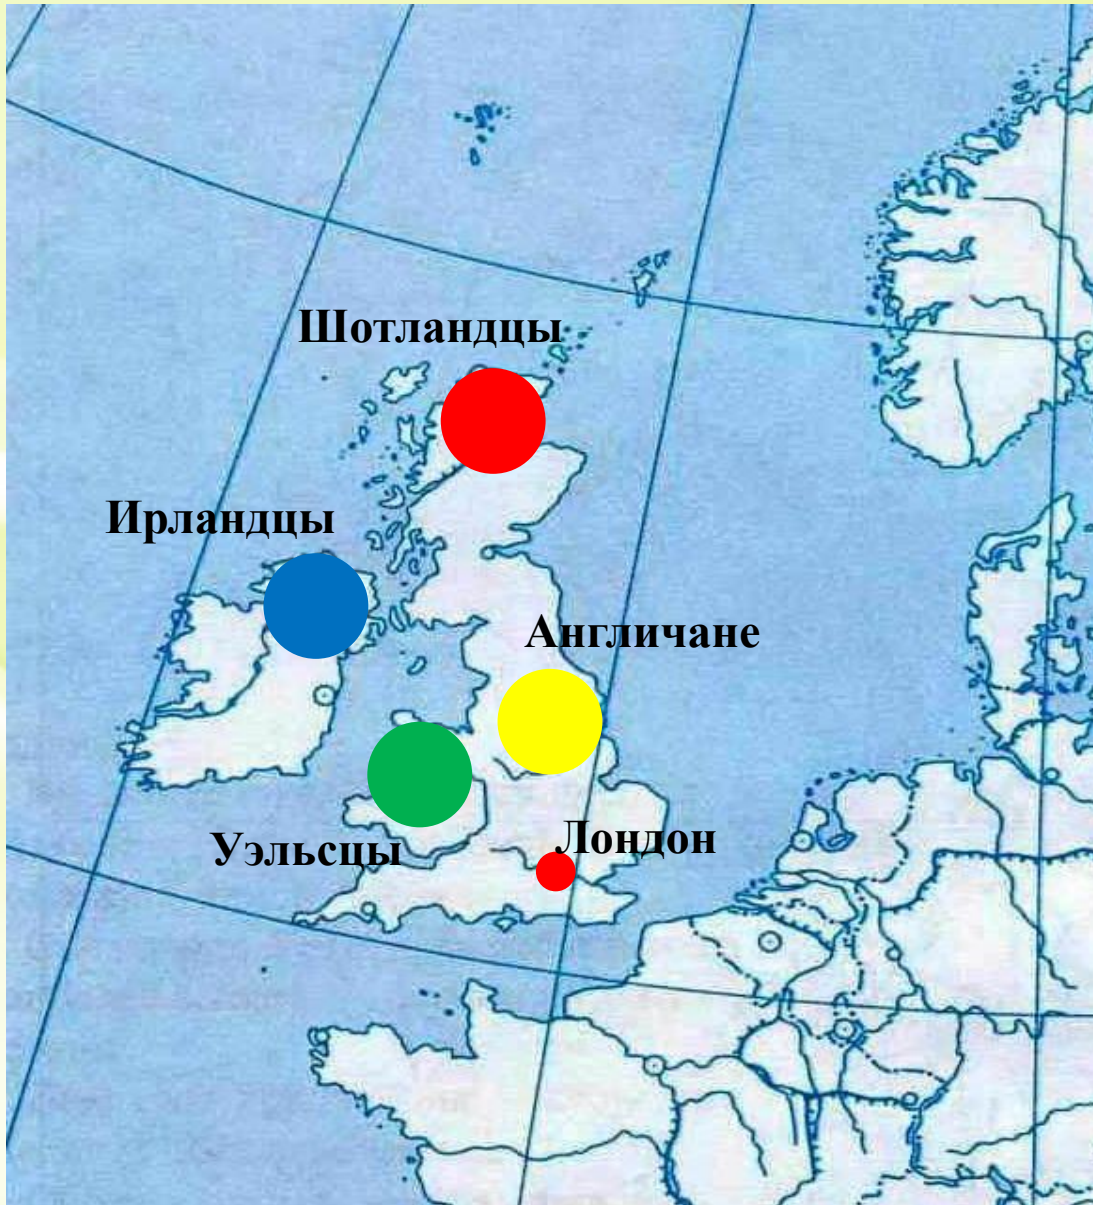 Шотландцы
Ирландцы
Англичане
Уэльсцы
Лондон